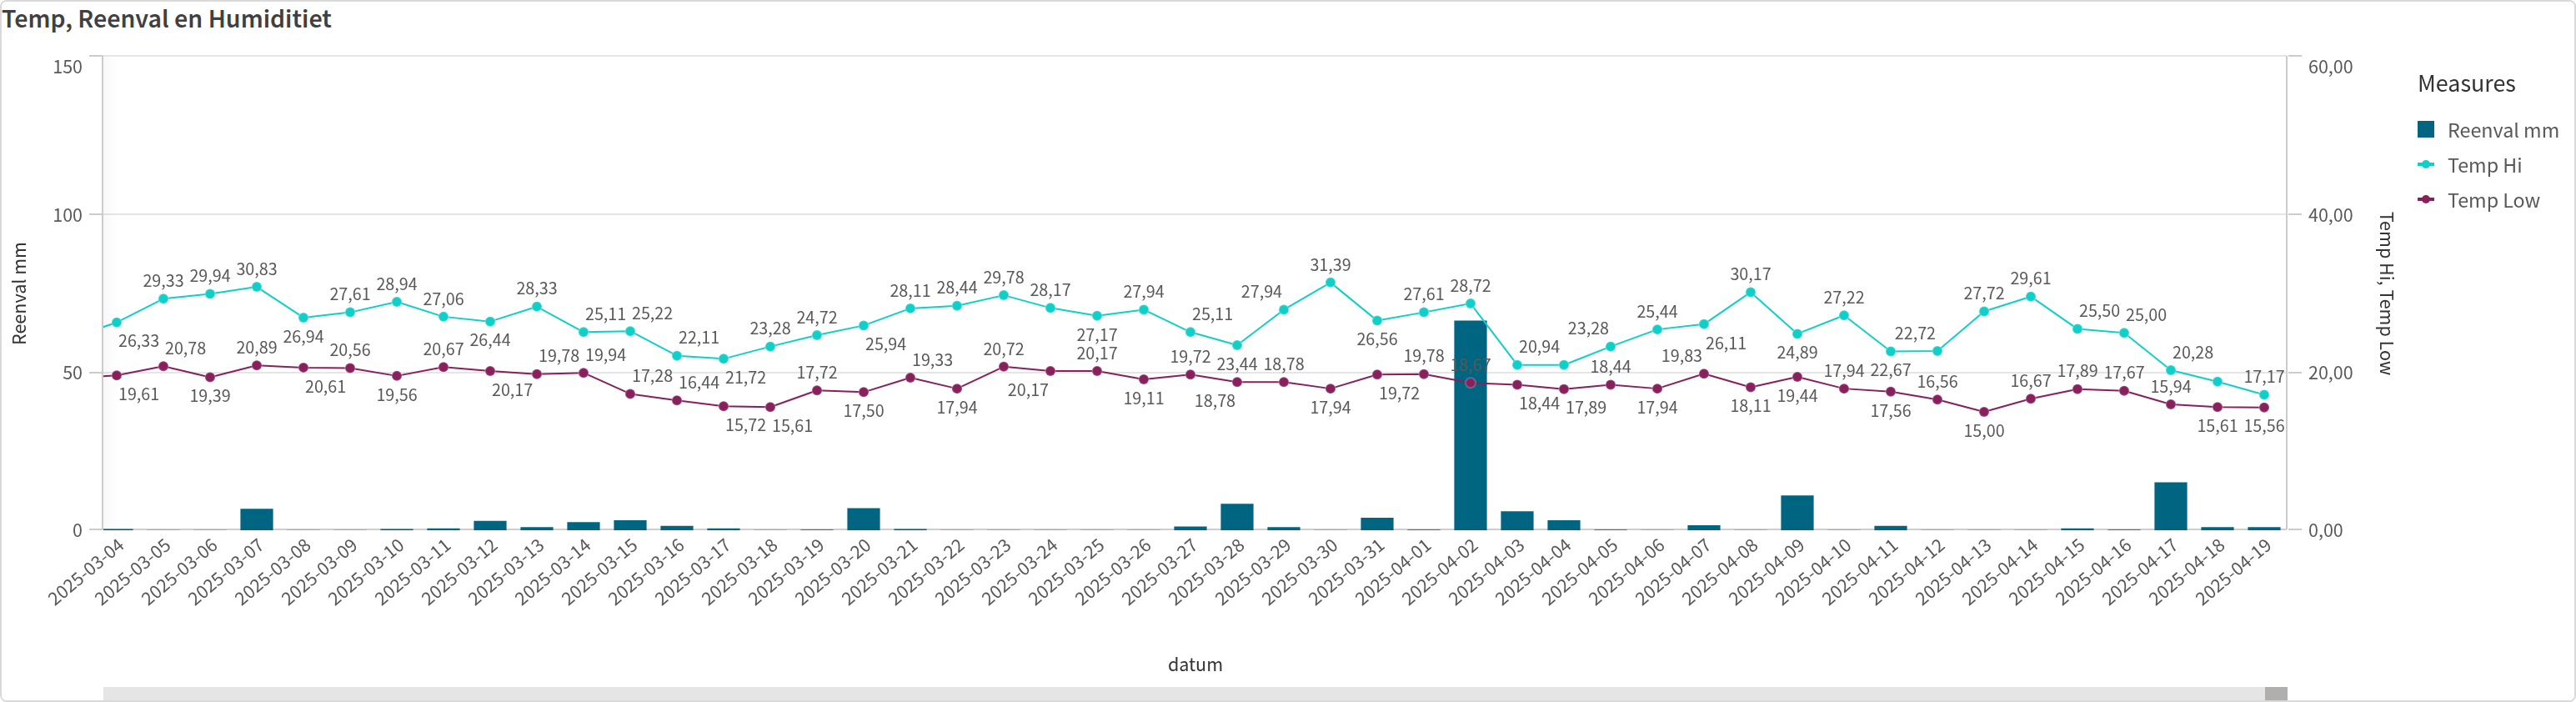 Temp, Reenval en Humiditiet
150
100
50
0
Reenval mm
60,00
40,00
20,00
0,00
Temp Hi, Temp Low
Measures
Reenval mm
Temp Hi
Temp Low
26,33 29,33 29,94 30,83 26,94 27,61 28,94 27,06 26,44 28,33 25,11 25,22 22,11 21,72 23,28 24,72 25,94 28,11 28,44 29,78 28,17 27,17 27,94 25,11 23,44 27,94 31,39 26,56 27,61 28,72 20,94 23,28 25,44 26,11 30,17 24,89 27,22 22,67 22,72 27,72 29,61 25,50 25,00 20,28 17,17
19,61 20,78 19,39 20,89 20,61 20,56 19,56 20,67 20,17 19,78 19,94 17,28 16,44 15,72 15,61 17,72 17,50 19,33 17,94 20,72 20,17 20,17 19,11 19,72 18,78 18,78 17,94 19,72 19,78 18,67 18,44 17,89 18,44 17,94 19,83 18,11 19,44 17,94 17,56 16,56 15,00 16,67 17,89 17,67 15,94 15,61 15,56
2025-03-04 2025-03-05 2025-03-06 2025-03-07 2025-03-08 2025-03-09 2025-03-10 2025-03-11 2025-03-12 2025-03-13 2025-03-14 2025-03-15 2025-03-16 2025-03-17 2025-03-18 2025-03-19 2025-03-20 2025-03-21 2025-03-22 2025-03-23 2025-03-24 2025-03-25 2025-03-26 2025-03-27 2025-03-28 2025-03-29 2025-03-30 2025-03-31 2025-04-01 2025-04-02 2025-04-03 2025-04-04 2025-04-05 2025-04-06 2025-04-07 2025-04-08 2025-04-09 2025-04-10 2025-04-11 2025-04-12 2025-04-13 2025-04-14 2025-04-15 2025-04-16 2025-04-17 2025-04-18 2025-04-19
datum